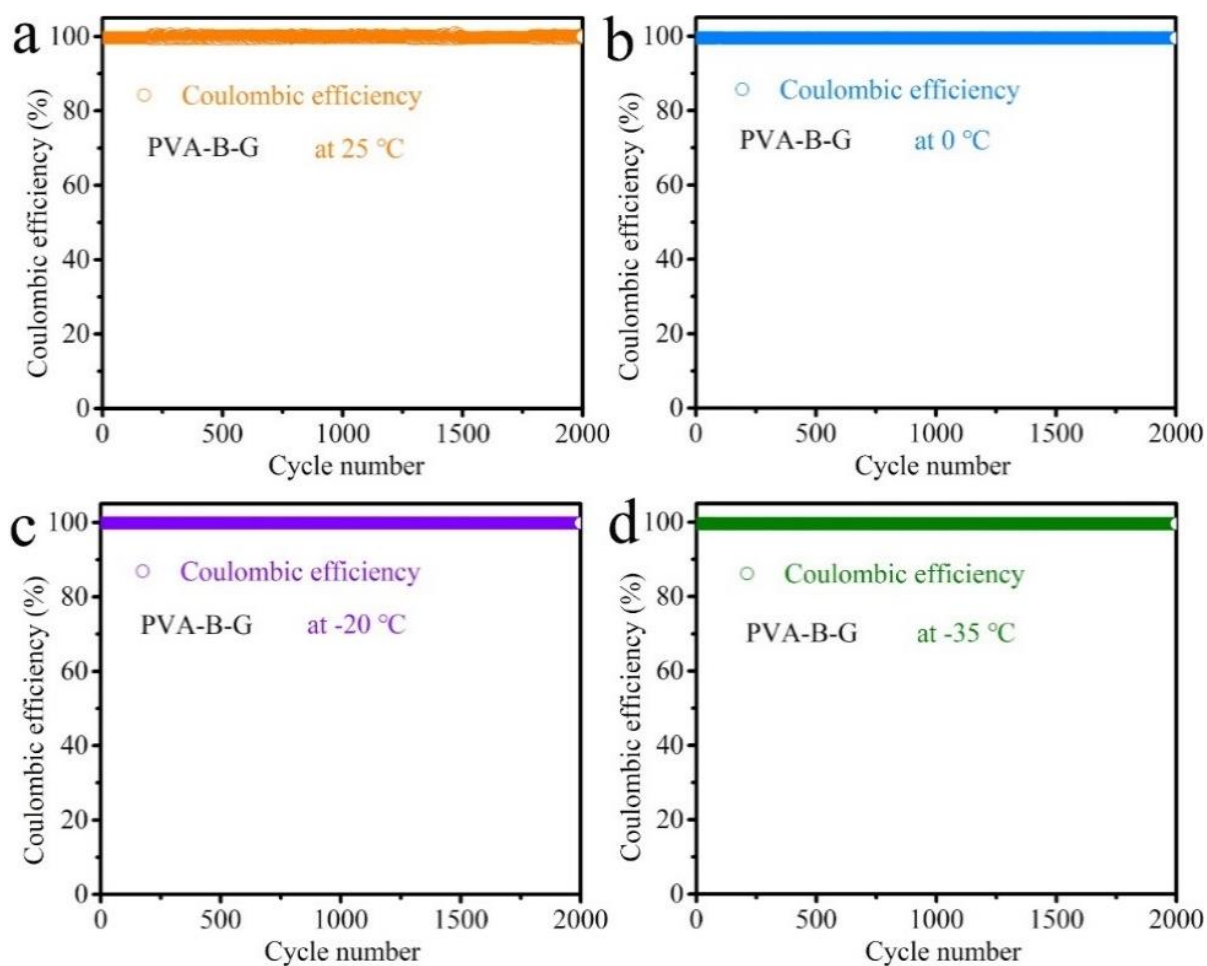 a
Coulombic efficiency (%)
100
80
60
40
20
0
Coulombic efficiency
PVA-B-G at 25 ℃
0 500 1000 1500 2000
Cycle number
b
Coulombic efficiency (%)
100
80
60
40
20
0
Coulombic efficiency
PVA-B-G at 0 ℃
0 500 1000 1500 2000
Cycle number
c
Coulombic efficiency (%)
100
80
60
40
20
0
Coulombic efficiency
PVA-B-G at -20 ℃
0 500 1000 1500 2000
Cycle number
d
Coulombic efficiency (%)
100
80
60
40
20
0
Coulombic efficiency
PVA-B-G at -35 ℃
0 500 1000 1500 2000
Cycle number